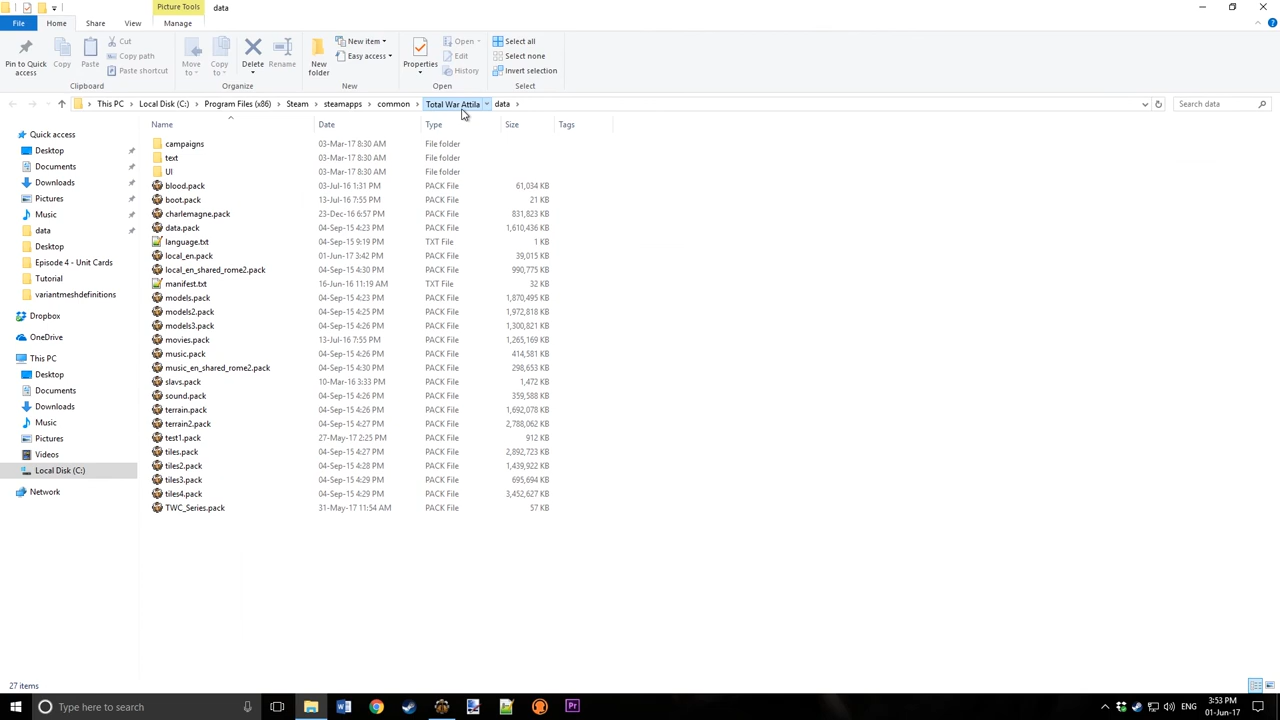 Picture Tools
data
File
Home
Share
View
Manage
Pin to Quick access
Copy
Paste
Cut
Copy path
Paste shortcut
Clipboard
Move to
Copy to
Delete
Rename
Organize
New folder
New item
Easy access
New
Properties
Open
Edit
History
Open
Select all
Select none
Invert selection
Select
This PC
Local Disk (C:)
Program Files (x86)
Steam
steamapps
common
Total War Attila
data
Search data
Name Date Type Size Tags
Quick access
Desktop
Documents
Downloads
Pictures
Music
data
Desktop
Episode 4 - Unit Cards
Tutorial
variantmeshdefinitions
Dropbox
OneDrive
This PC
Desktop
Documents
Downloads
Music
Pictures
Videos
Local Disk (C:)
Network
campaigns 03-Mar-17 8:30 AM File folder
text 03-Mar-17 8:30 AM File folder
UI 03-Mar-17 8:30 AM File folder
blood.pack 03-Jul-16 1:31 PM PACK File 61,034 KB
boot.pack 13-Jul-16 7:55 PM PACK File 21 KB
charlemagne.pack 23-Dec-16 6:57 PM PACK File 831,823 KB
data.pack 04-Sep-15 4:23 PM PACK File 1,610,436 KB
language.txt 04-Sep-15 9:19 PM TXT File 1 KB
local_en.pack 01-Jun-17 3:42 PM PACK File 39,015 KB
local_en_shared_rome2.pack 04-Sep-15 4:30 PM PACK File 990,775 KB
manifest.txt 16-Jun-16 11:19 AM TXT File 32 KB
models.pack 04-Sep-15 4:23 PM PACK File 1,870,495 KB
models2.pack 04-Sep-15 4:25 PM PACK File 1,972,818 KB
models3.pack 04-Sep-15 4:26 PM PACK File 1,300,821 KB
movies.pack 13-Jul-16 7:55 PM PACK File 1,265,169 KB
music.pack 04-Sep-15 4:26 PM PACK File 414,581 KB
music_en_shared_rome2.pack 04-Sep-15 4:30 PM PACK File 298,653 KB
slavs.pack 10-Mar-16 3:33 PM PACK File 1,472 KB
sound.pack 04-Sep-15 4:26 PM PACK File 359,588 KB
terrain.pack 04-Sep-15 4:26 PM PACK File 1,692,078 KB
terrain2.pack 04-Sep-15 4:27 PM PACK File 2,788,062 KB
test1.pack 27-May-17 2:25 PM PACK File 912 KB
tiles.pack 04-Sep-15 4:27 PM PACK File 2,892,723 KB
tiles2.pack 04-Sep-15 4:28 PM PACK File 1,439,922 KB
tiles3.pack 04-Sep-15 4:29 PM PACK File 695,694 KB
tiles4.pack 04-Sep-15 4:29 PM PACK File 3,452,627 KB
TWC_Series.pack 31-May-17 11:54 AM PACK File 57 KB
27 items
Type here to search
3:53 PM
01-Jun-17